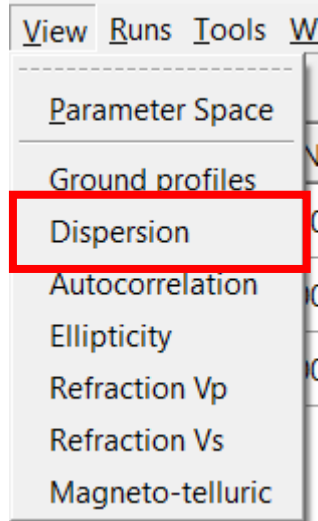 View Runs Tools W
Parameter Space
Ground profiles
Dispersion
Autocorrelation
Ellipticity
Refraction Vp
Refraction Vs
Magneto-telluric